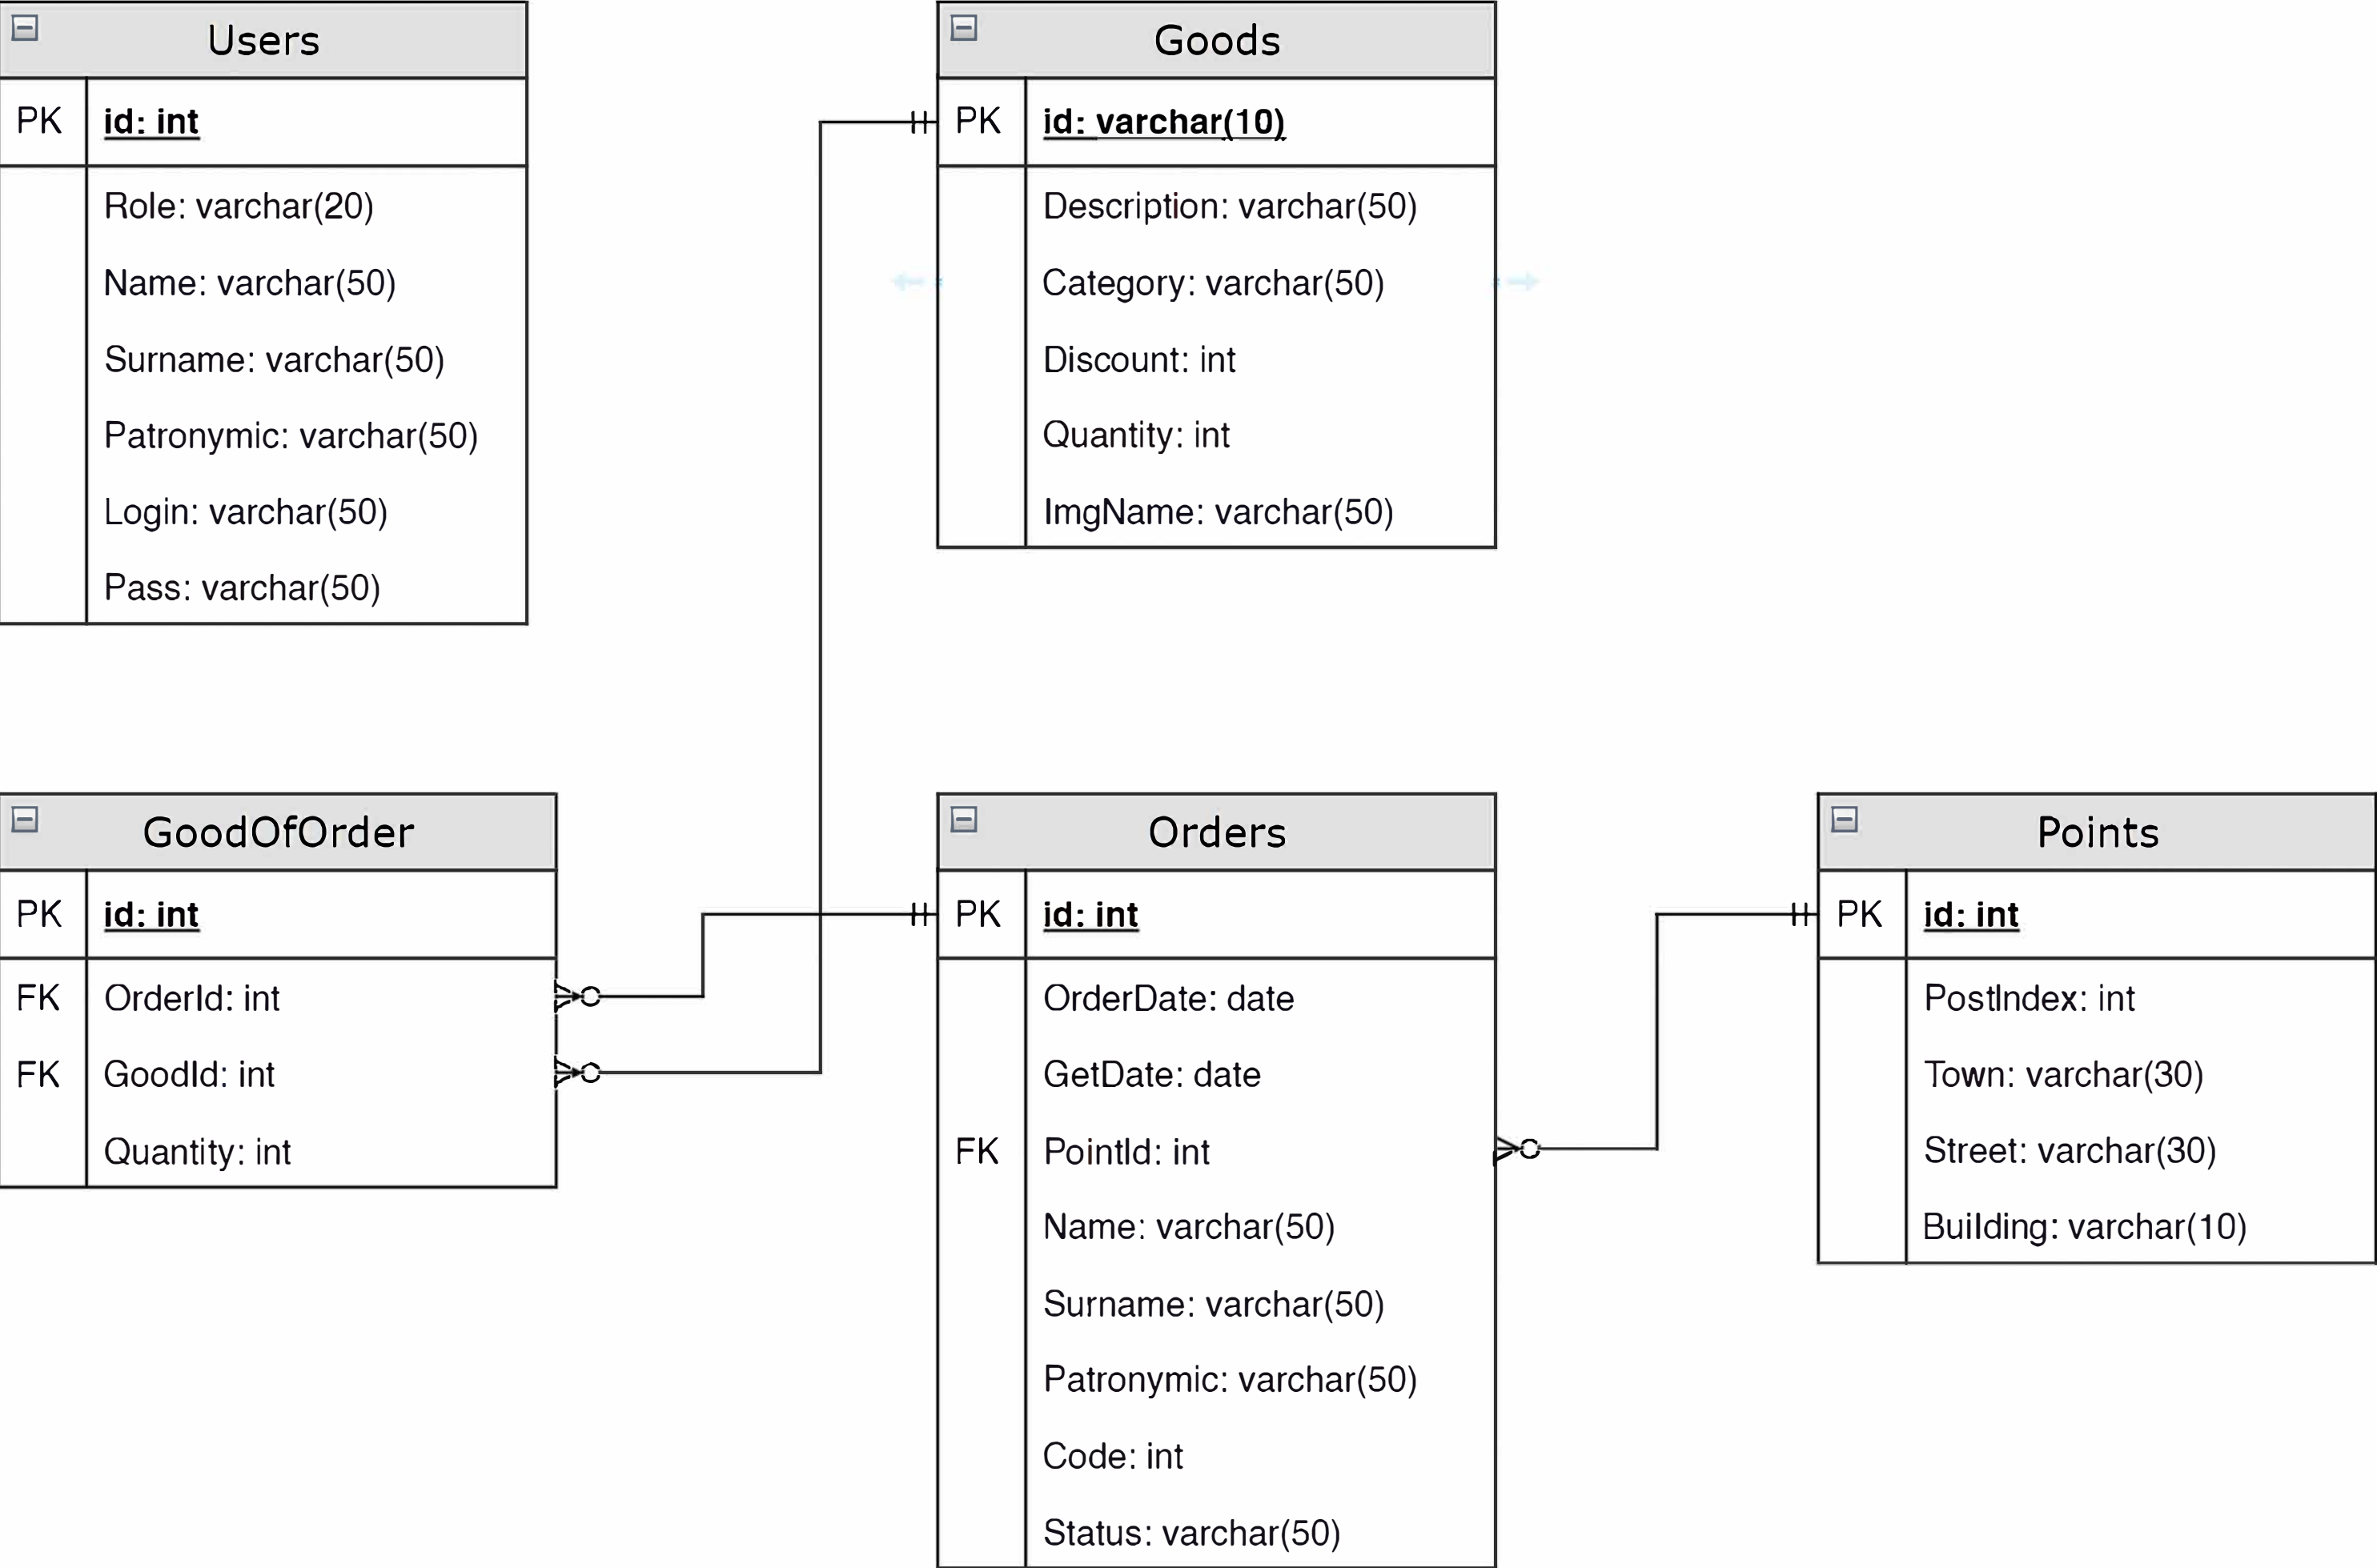 Users
PK id: int
Role: varchar(20)
Name: varchar(50)
Surname: varchar(50)
Patronymic: varchar(50)
Login: varchar(50)
Pass: varchar(50)
Goods
PK id: varchar(10)
Description: varchar(50)
Category: varchar(50)
Discount: int
Quantity: int
ImgName: varchar(50)
GoodOfOrder
PK id: int
FK OrderId: int
FK GoodId: int
Quantity: int
Orders
PK id: int
OrderDate: date
GetDate: date
FK PointId: int
Name: varchar(50)
Surname: varchar(50)
Patronymic: varchar(50)
Code: int
Status: varchar(50)
Points
PK id: int
PostIndex: int
Town: varchar(30)
Street: varchar(30)
Building: varchar(10)